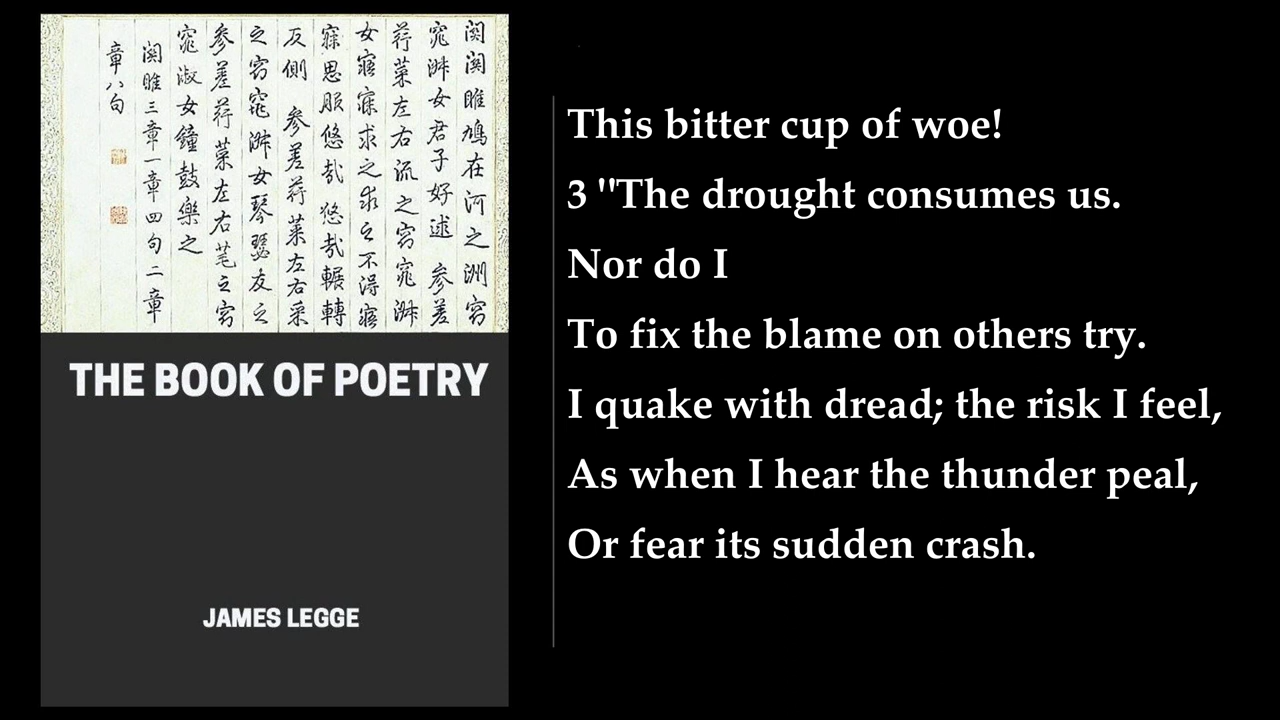 關關雎鳩在河之洲窈
窕淑女君子好逑 參差
荇菜左右流之窈窕淑
女寤寐求之求之不得寤
寐思服悠哉悠哉輾轉
反側 參差荇菜左右采
之窈窕淑女琴瑟友之
參差荇菜左右芼之窈
窕淑女鐘鼓樂之
關雎三章一章四句二章
章八句
THE BOOK OF POETRY
JAMES LEGGE
This bitter cup of woe!
3 "The drought consumes us.
Nor do I
To fix the blame on others try.
I quake with dread; the risk I feel,
As when I hear the thunder peal,
Or fear its sudden crash.